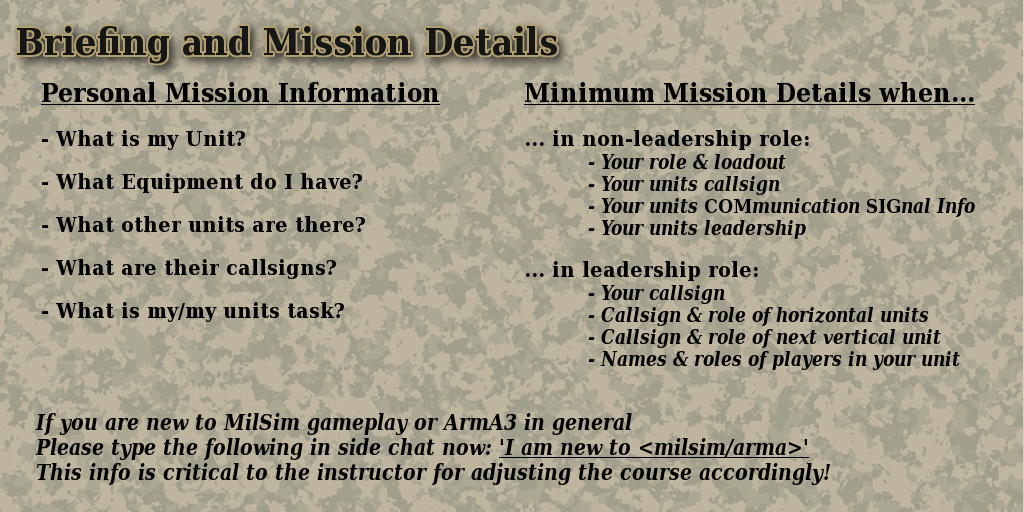 Briefing and Mission Details
Personal Mission Information
- What is my Unit?
- What Equipment do I have?
- What other units are there?
- What are their callsigns?
- What is my/my units task?
Minimum Mission Details when...
... in non-leadership role:
- Your role & loadout
- Your units callsign
- Your units COMmunication SIGnal Info
- Your units leadership
... in leadership role:
- Your callsign
- Callsign & role of horizontal units
- Callsign & role of next vertical unit
- Names & roles of players in your unit
If you are new to MilSim gameplay or ArmA3 in general
Please type the following in side chat now: 'I am new to <milsim/arma>'
This info is critical to the instructor for adjusting the course accordingly!